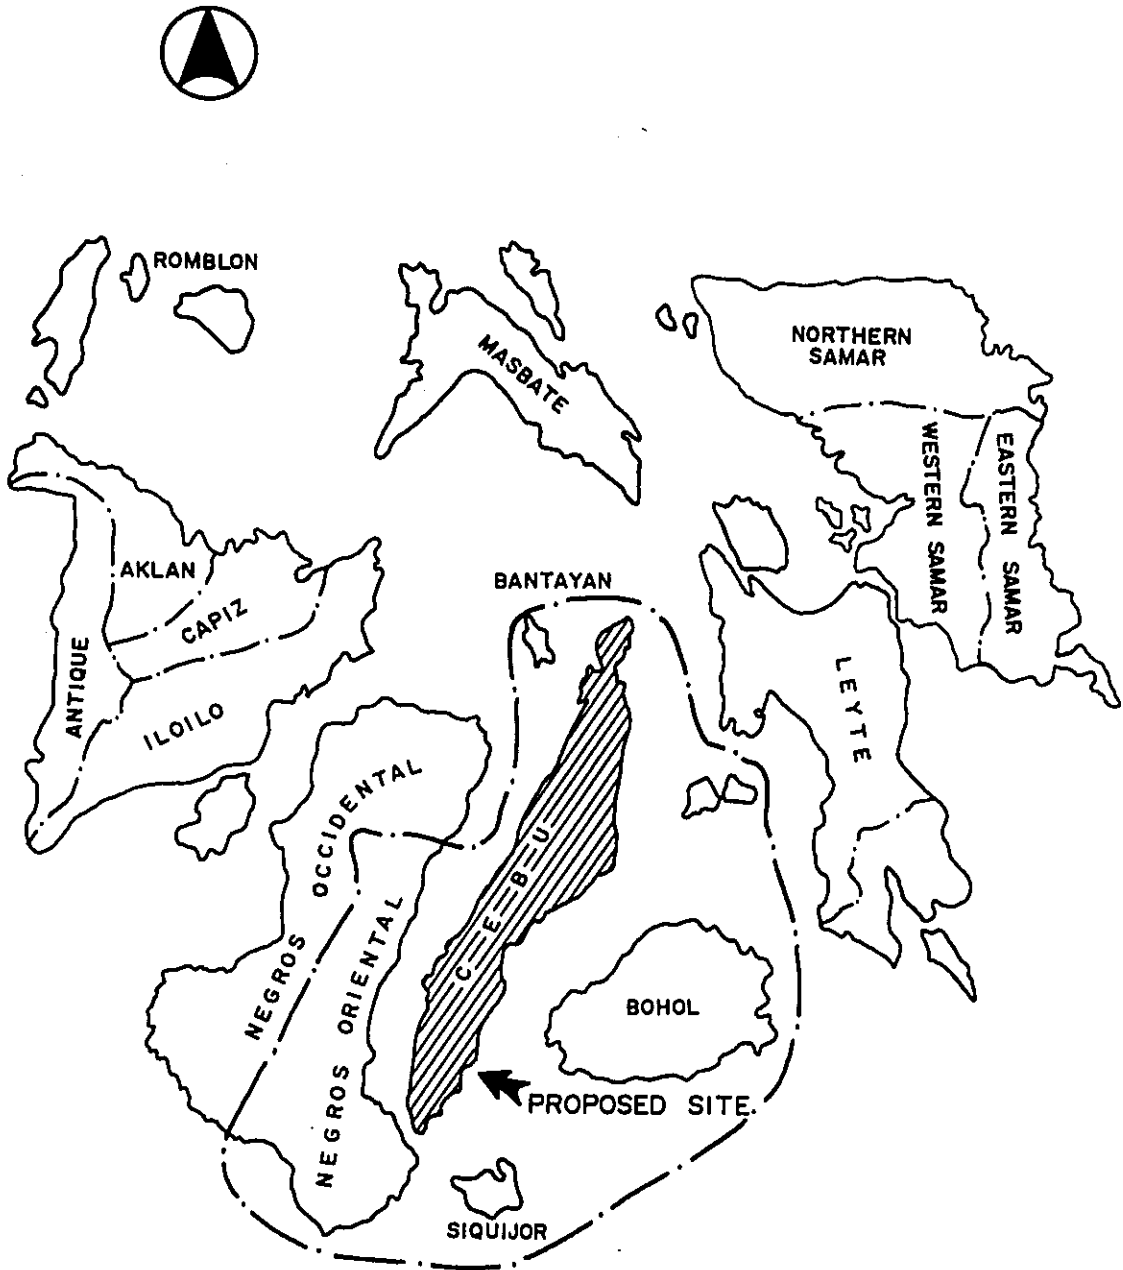 ROMBLON
MASBATE
NORTHERN
SAMAR
WESTERN SAMAR
EASTERN SAMAR
AKLAN
CAPIZ
ANTIQUE
ILOILO
BANTAYAN
LEYTE
NEGROS OCCIDENTAL
NEGROS ORIENTAL
CEBU
BOHOL
PROPOSED SITE
SIQUIJOR